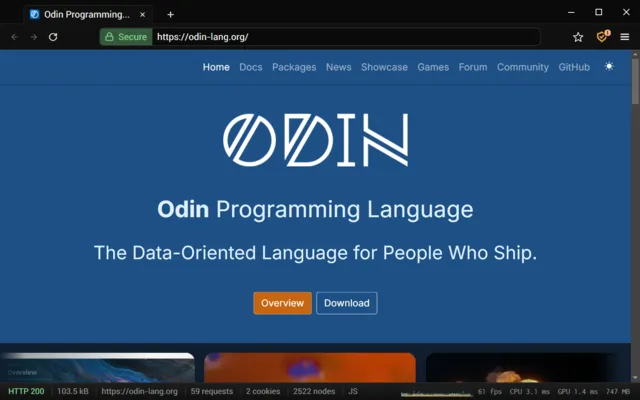 Odin Programming...
Secure https://odin-lang.org/
1
Home Docs Packages News Showcase Games Forum Community GitHub
ODIN
Odin Programming Language
The Data-Oriented Language for People Who Ship.
Overview Download
Overview
HTTP 200 103.5 kB https://odin-lang.org 59 requests 2 cookies 2522 nodes JS 61 fps CPU 3.1 ms GPU 1.4 ms 747 MB